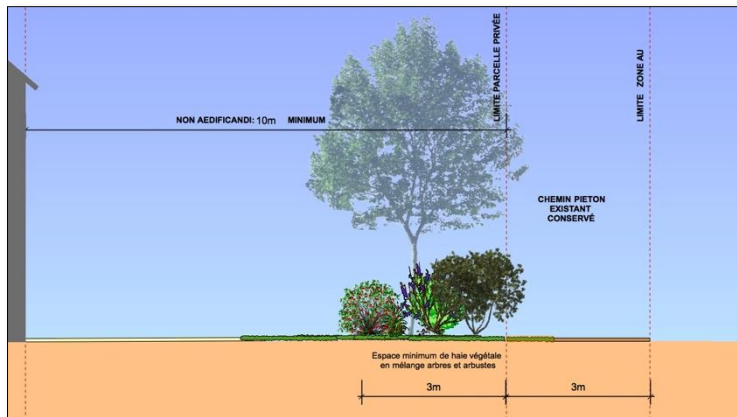 LIMITE PARCELLE PRIVÉE
LIMITE ZONE AU
NON AEDIFICANDI: 10m MINIMUM
CHEMIN PIETON
EXISTANT
CONSERVÉ
Espace minimum de haie végétale
en mélange arbres et arbustes
3m
3m